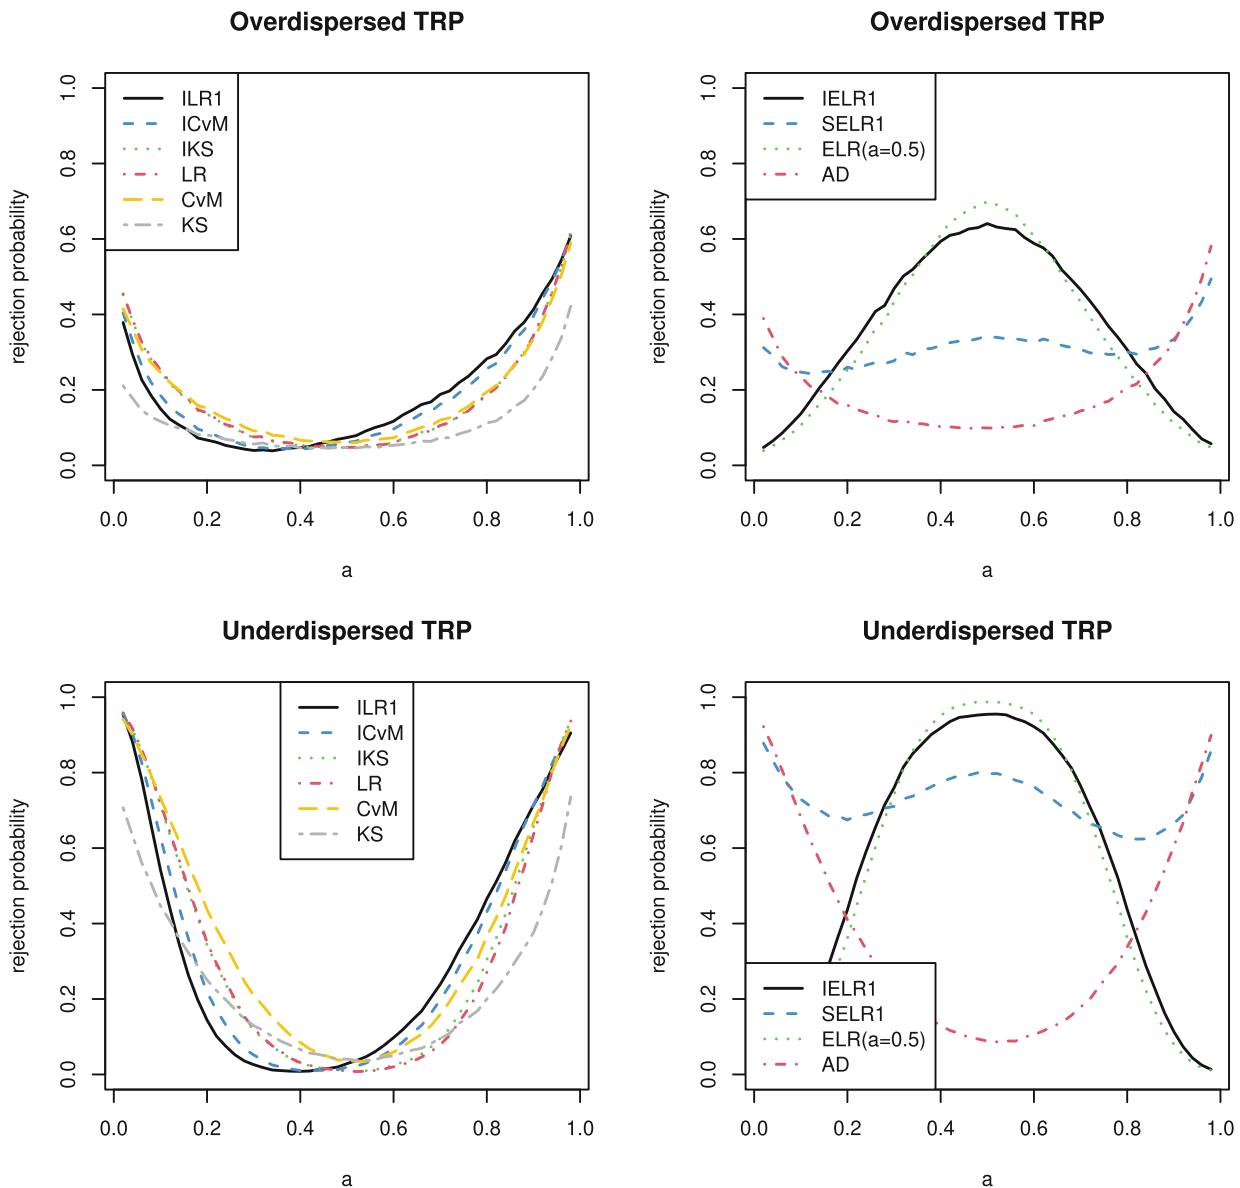 Overdispersed TRP
rejection probability
1.0
0.8
0.6
0.4
0.2
0.0
ILR1
ICvM
IKS
LR
CvM
KS
0.0 0.2 0.4 0.6 0.8 1.0
a
Overdispersed TRP
rejection probability
1.0
0.8
0.6
0.4
0.2
0.0
IELR1
SELR1
ELR(a=0.5)
AD
0.0 0.2 0.4 0.6 0.8 1.0
a
Underdispersed TRP
rejection probability
1.0
0.8
0.6
0.4
0.2
0.0
ILR1
ICvM
IKS
LR
CvM
KS
0.0 0.2 0.4 0.6 0.8 1.0
a
Underdispersed TRP
rejection probability
1.0
0.8
0.6
0.4
0.2
0.0
IELR1
SELR1
ELR(a=0.5)
AD
0.0 0.2 0.4 0.6 0.8 1.0
a